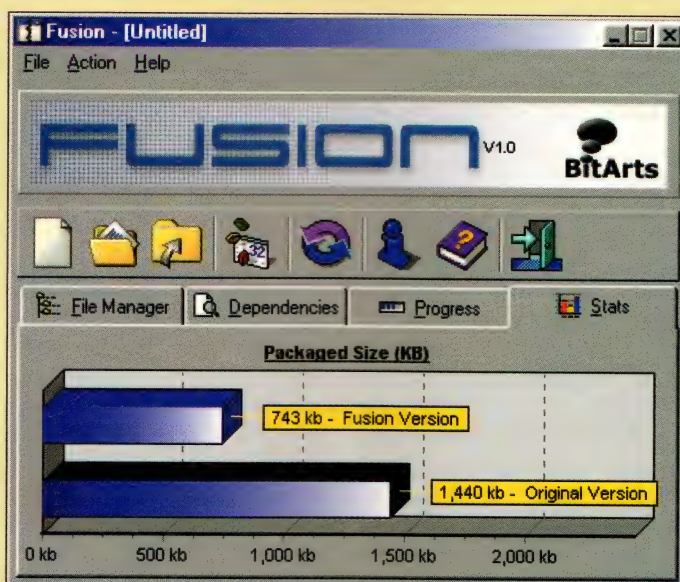 Fusion - [Untitled]
File Action Help
FUSION V1.0
BitArts
32
?
File Manager Dependencies Progress Stats
Packaged Size (KB)
743 kb - Fusion Version
1,440 kb - Original Version
0 kb 500 kb 1,000 kb 1,500 kb 2,000 kb